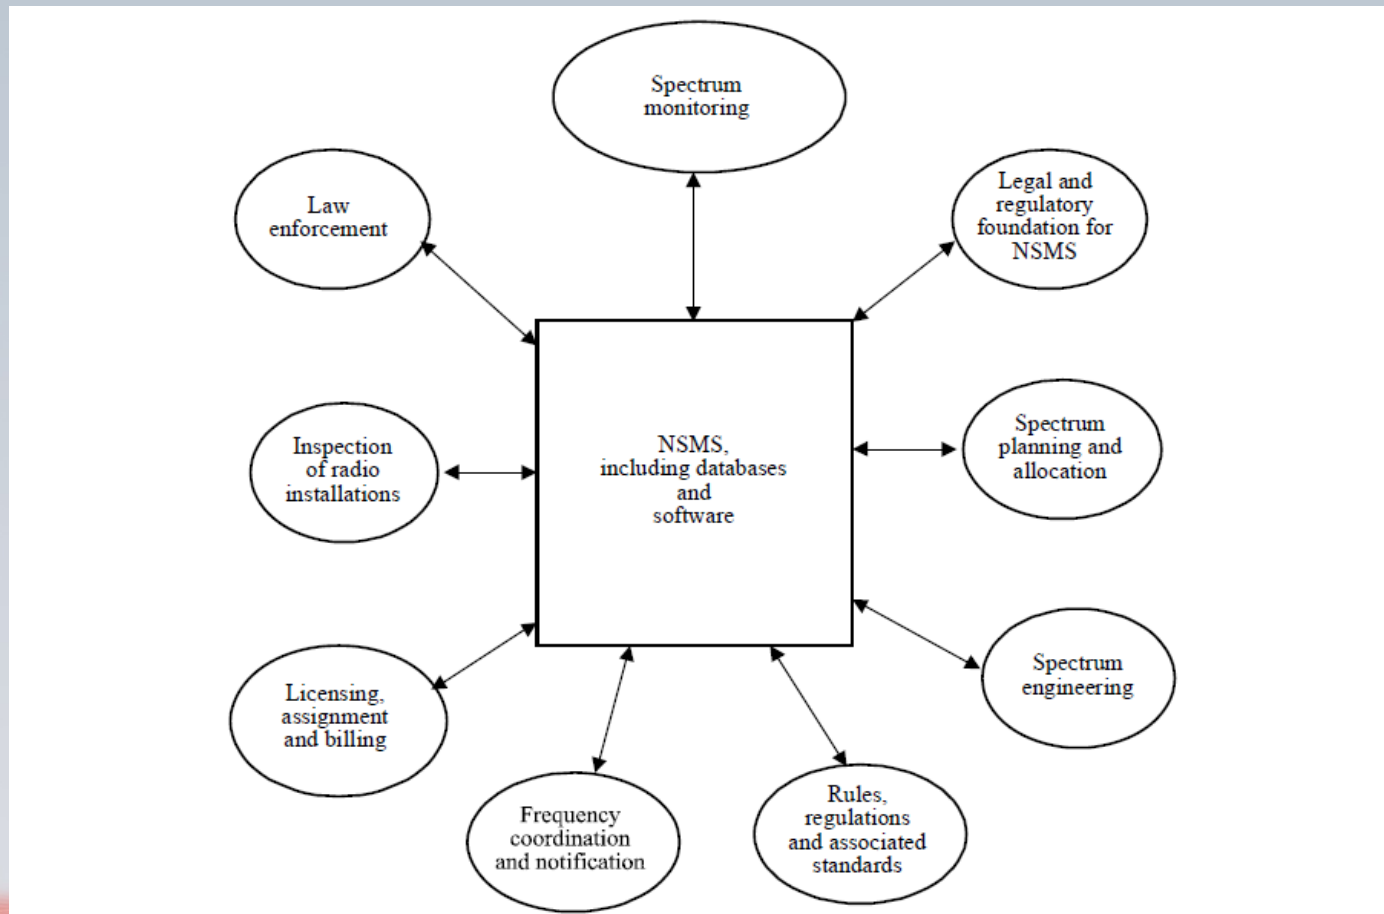 Spectrum
monitoring
Law
enforcement
Legal and
regulatory
foundation for
NSMS
Inspection
of radio
installations
NSMS,
including databases
and
software
Spectrum
planning and
allocation
Licensing,
assignment
and billing
Spectrum
engineering
Frequency
coordination
and notification
Rules,
regulations
and associated
standards